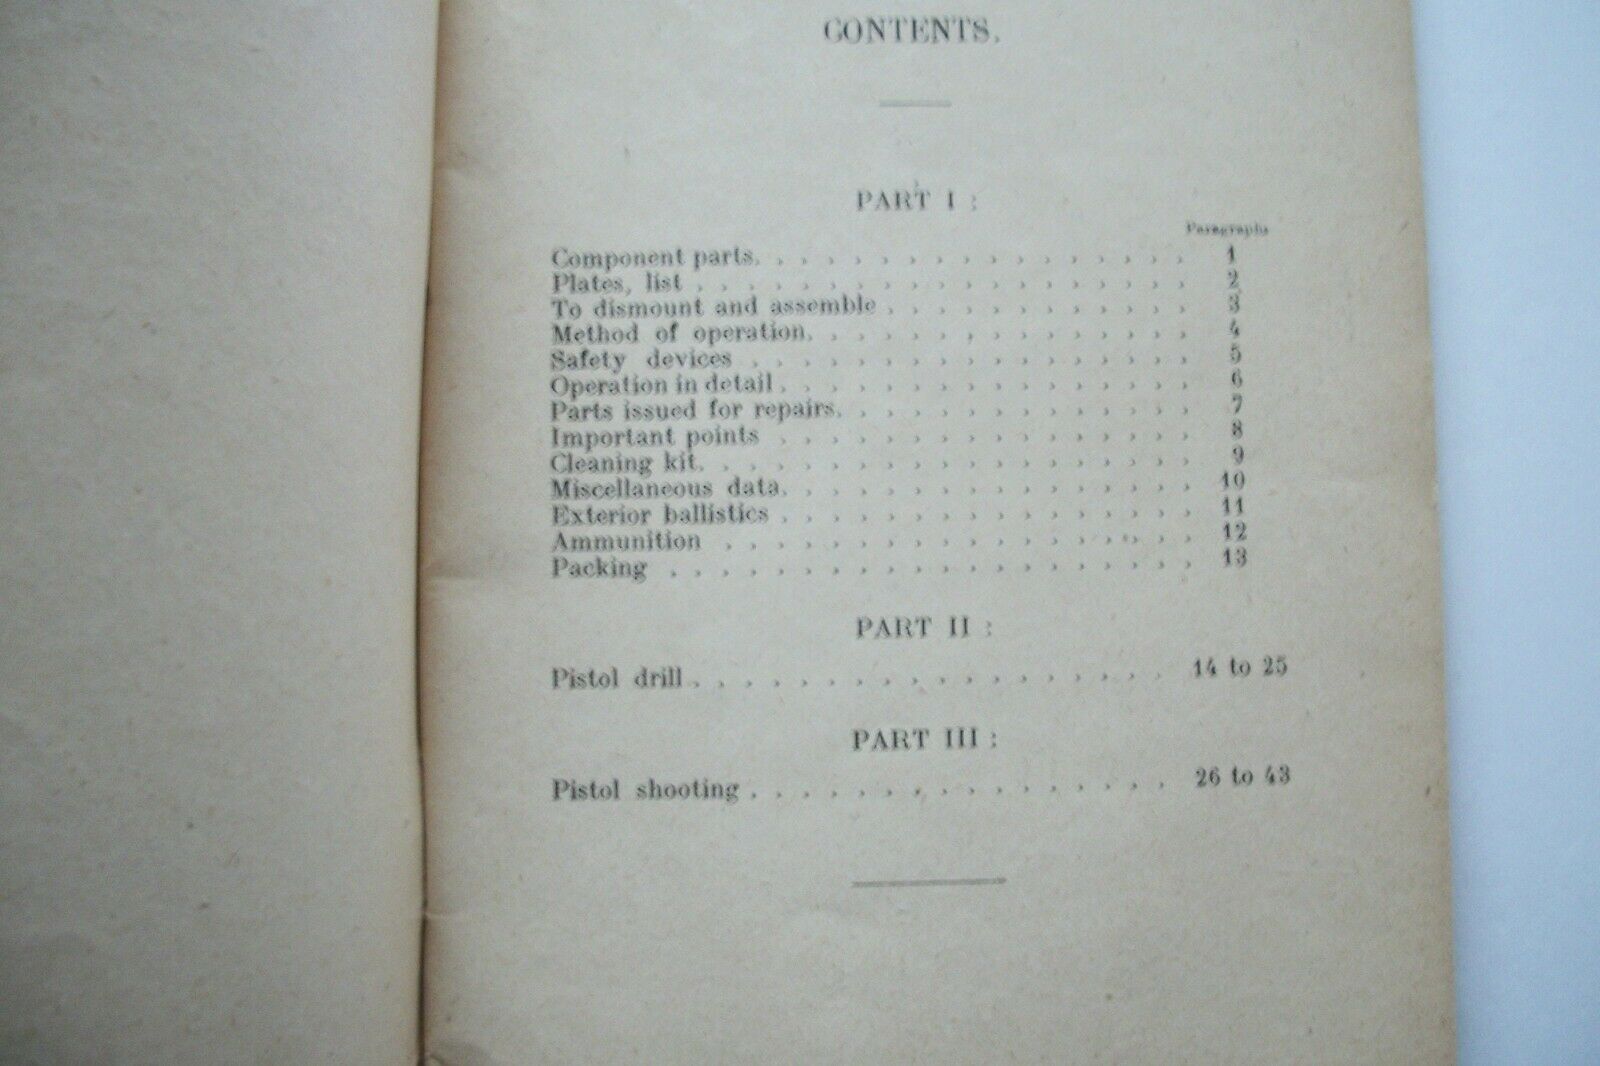 CONTENTS.
PART I :
Paragraphs
Component parts. . . . . . . . . . . . . . . . . 1
Plates, list . . . . . . . . . . . . . . . . . . . 2
To dismount and assemble . . . . . . . . . . . . 3
Method of operation. . . . . . . . . . . . . . . 4
Safety devices . . . . . . . . . . . . . . . . . 5
Operation in detail . . . . . . . . . . . . . . . . 6
Parts issued for repairs. . . . . . . . . . . . . . 7
Important points . . . . . . . . . . . . . . . . 8
Cleaning kit. . . . . . . . . . . . . . . . . . . 9
Miscellaneous data. . . . . . . . . . . . . . . . 10
Exterior ballistics . . . . . . . . . . . . . . . . 11
Ammunition . . . . . . . . . . . . . . . . . . 12
Packing . . . . . . . . . . . . . . . . . . . . 13
PART II :
Pistol drill . . . . . . . . . . . . . . . . . . 14 to 25
PART III :
Pistol shooting . . . . . . . . . . . . . . . . 26 to 43